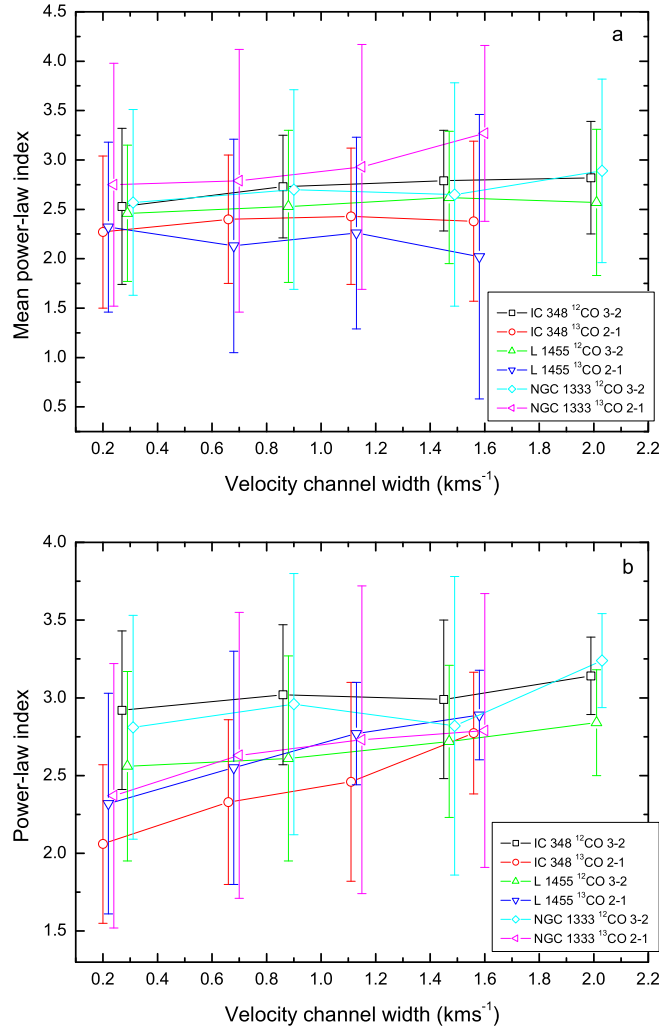 a
4.5
4.0
3.5
3.0
2.5
2.0
1.5
1.0
0.5
Mean power-law index
IC 348 ¹²CO 3-2
IC 348 ¹³CO 2-1
L 1455 ¹²CO 3-2
L 1455 ¹³CO 2-1
NGC 1333 ¹²CO 3-2
NGC 1333 ¹³CO 2-1
0.2 0.4 0.6 0.8 1.0 1.2 1.4 1.6 1.8 2.0 2.2
Velocity channel width (kms⁻¹)
b
4.0
3.5
3.0
2.5
2.0
1.5
Power-law index
IC 348 ¹²CO 3-2
IC 348 ¹³CO 2-1
L 1455 ¹²CO 3-2
L 1455 ¹³CO 2-1
NGC 1333 ¹²CO 3-2
NGC 1333 ¹³CO 2-1
0.2 0.4 0.6 0.8 1.0 1.2 1.4 1.6 1.8 2.0 2.2
Velocity channel width (kms⁻¹)